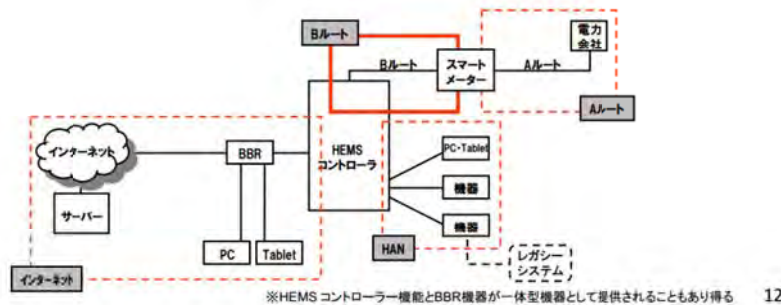 Bルート
電力
会社
Bルート
スマート
メーター
Aルート
Aルート
インターネット
BBR
HEMS
コントローラ
PC・Tablet
機器
サーバー
機器
PC
Tablet
HAN
レガシー
システム
インターネット
※HEMS コントローラー機能とBBR機器が一体型機器として提供されることもあり得る
12